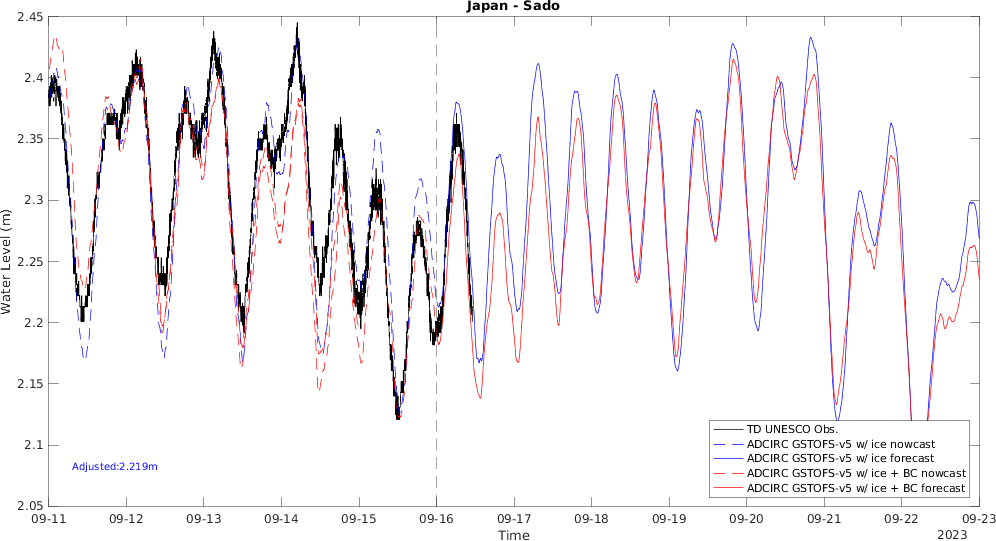 Japan - Sado
2.45
2.4
2.35
2.3
2.25
2.2
2.15
2.1
2.05
Water Level (m)
Adjusted:2.219m
TD UNESCO Obs.
ADCIRC GSTOFS-v5 w/ ice nowcast
ADCIRC GSTOFS-v5 w/ ice forecast
ADCIRC GSTOFS-v5 w/ ice + BC nowcast
ADCIRC GSTOFS-v5 w/ ice + BC forecast
09-11 09-12 09-13 09-14 09-15 09-16 09-17 09-18 09-19 09-20 09-21 09-22 09-23
Time
2023